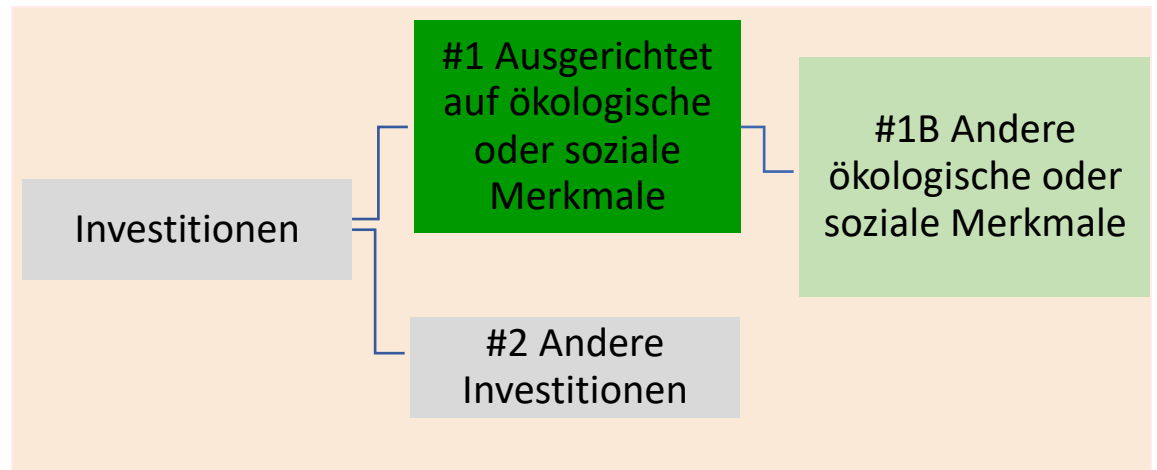 #1 Ausgerichtet
auf ökologische
oder soziale
Merkmale
#1B Andere
ökologische oder
soziale Merkmale
Investitionen
#2 Andere
Investitionen